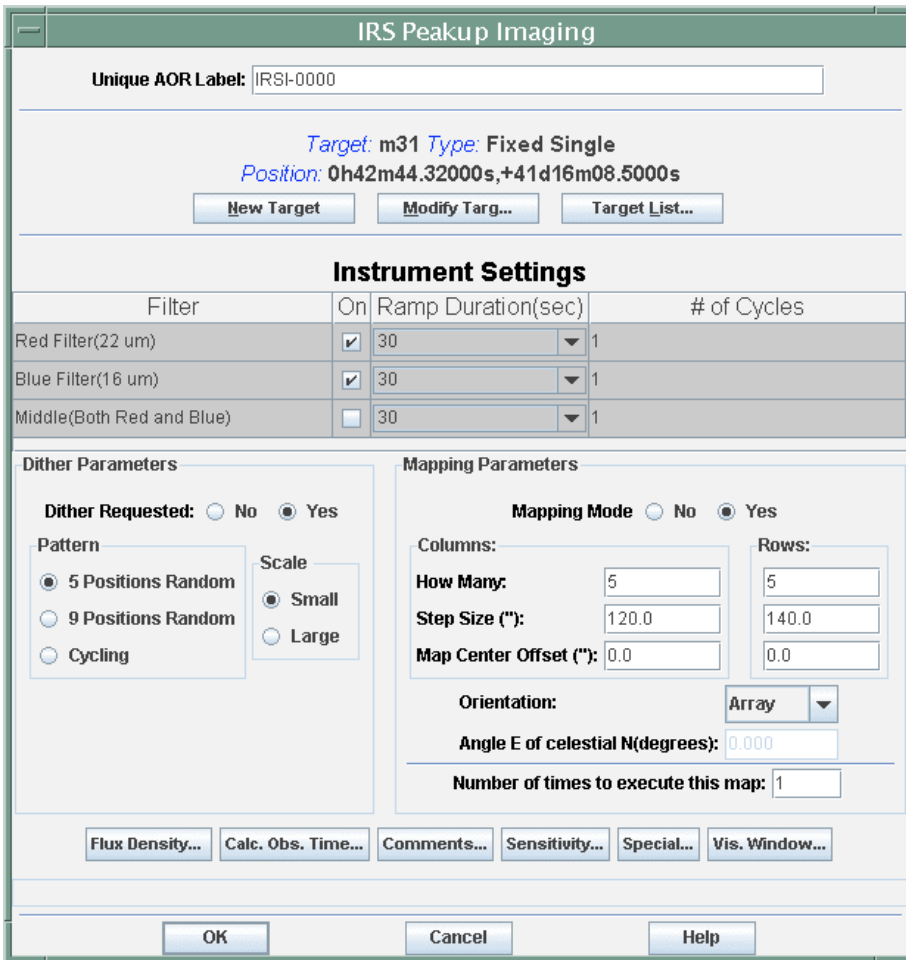 IRS Peakup Imaging
Unique AOR Label: IRSI-0000
Target: m31 Type: Fixed Single
Position: 0h42m44.32000s,+41d16m08.5000s
New Target Modify Targ... Target List...
Instrument Settings
Filter On Ramp Duration(sec) # of Cycles
Red Filter(22 um) 30 1
Blue Filter(16 um) 30 1
Middle(Both Red and Blue) 30 1
Dither Parameters
Dither Requested: No Yes
Pattern
5 Positions Random
9 Positions Random
Cycling
Scale
Small
Large
Mapping Parameters
Mapping Mode No Yes
Columns: Rows:
How Many: 5 5
Step Size ("): 120.0 140.0
Map Center Offset ("): 0.0 0.0
Orientation: Array
Angle E of celestial N(degrees): 0.000
Number of times to execute this map: 1
Flux Density... Calc. Obs. Time... Comments... Sensitivity... Special... Vis. Window...
OK Cancel Help